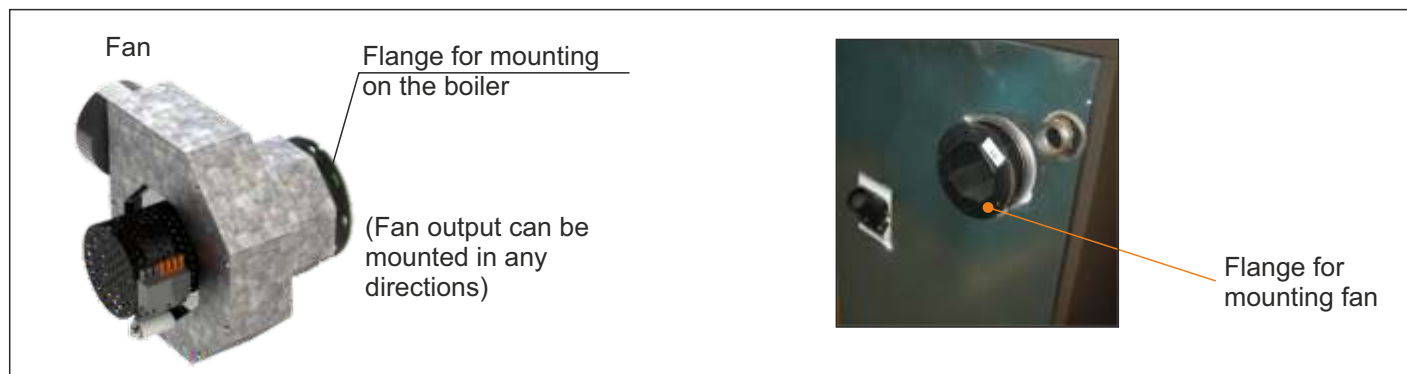 Fan
Flange for mounting
on the boiler
(Fan output can be
mounted in any
directions)
Flange for
mounting fan